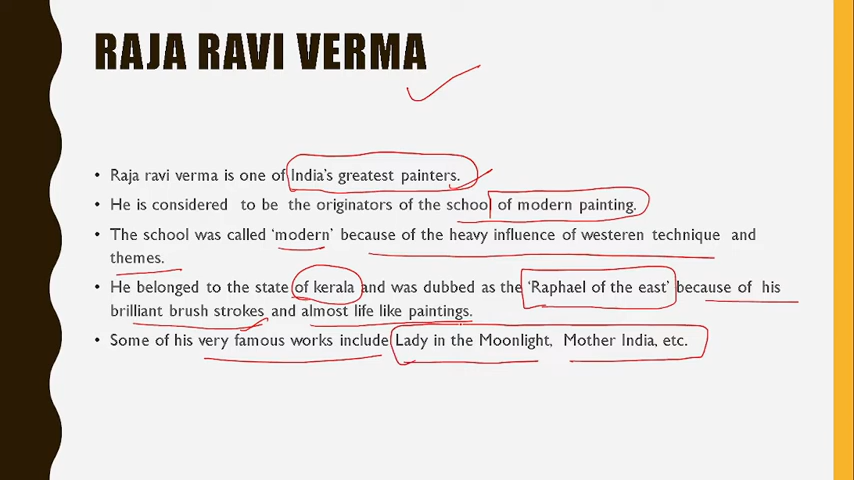 RAJA RAVI VERMA
• Raja ravi verma is one of India's greatest painters.
• He is considered to be the originators of the school of modern painting.
• The school was called 'modern' because of the heavy influence of westeren technique and
themes.
• He belonged to the state of kerala and was dubbed as the 'Raphael of the east' because of his
brilliant brush strokes and almost life like paintings.
• Some of his very famous works include Lady in the Moonlight, Mother India, etc.